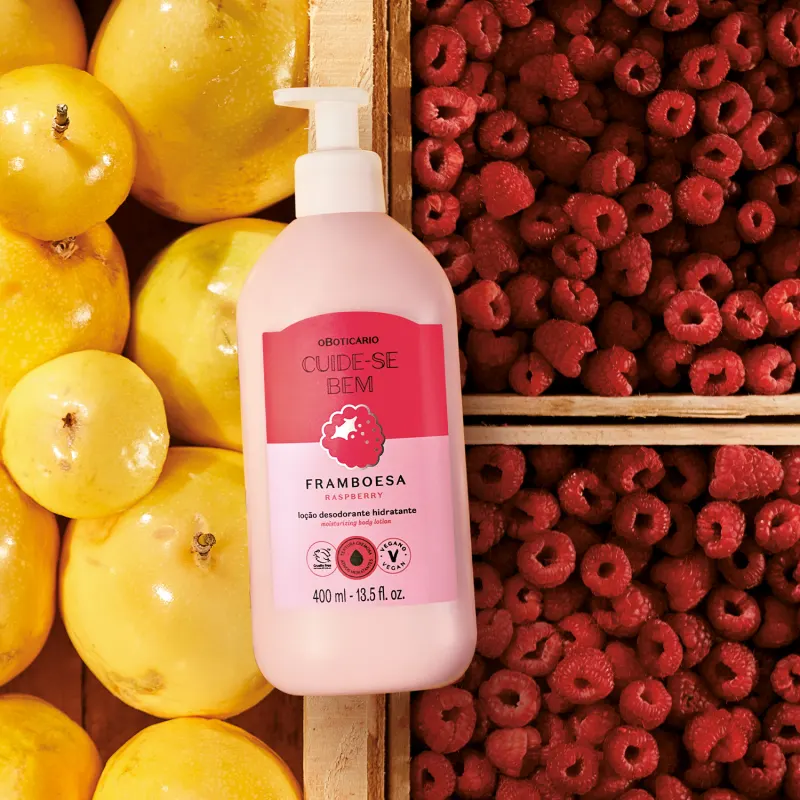 oBOTICÁRIO
CUIDE-SE
BEM
FRAMBOESA
RASPBERRY
loção desodorante hidratante
moisturizing body lotion
VEGANO
VEGAN
400 ml - 13.5 fl. oz.